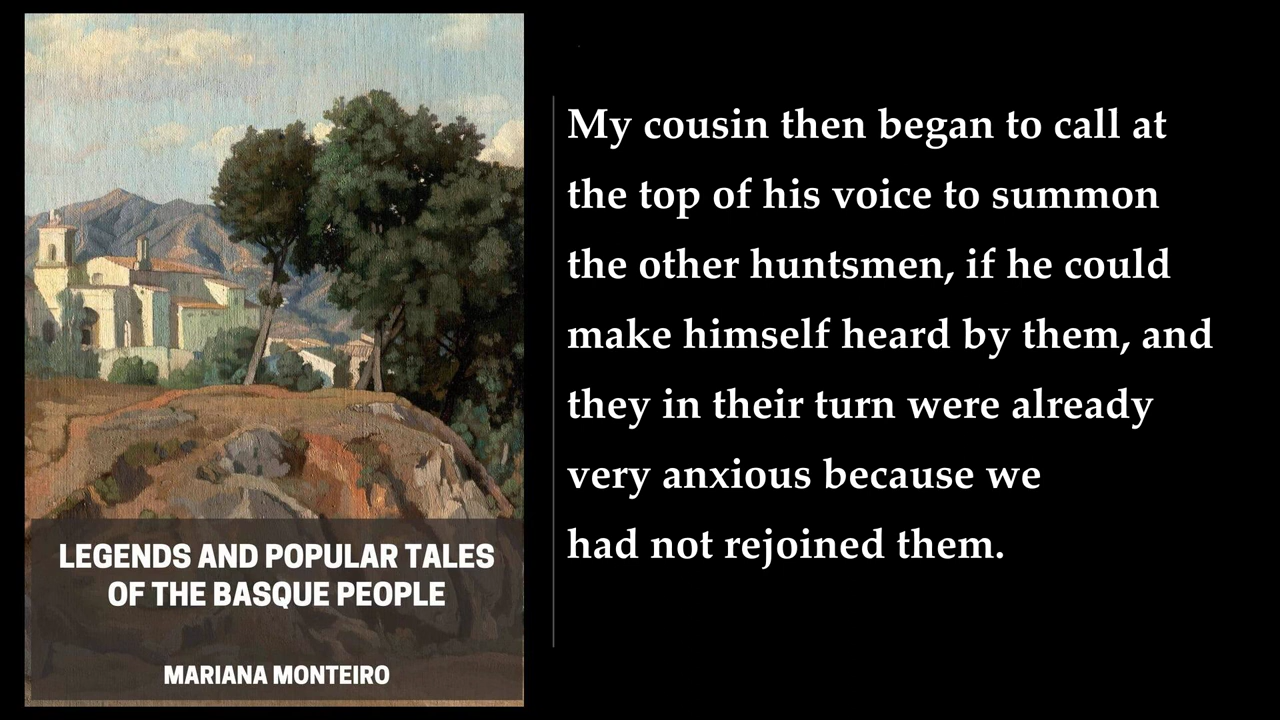 LEGENDS AND POPULAR TALES
OF THE BASQUE PEOPLE
MARIANA MONTEIRO
My cousin then began to call at
the top of his voice to summon
the other huntsmen, if he could
make himself heard by them, and
they in their turn were already
very anxious because we
had not rejoined them.